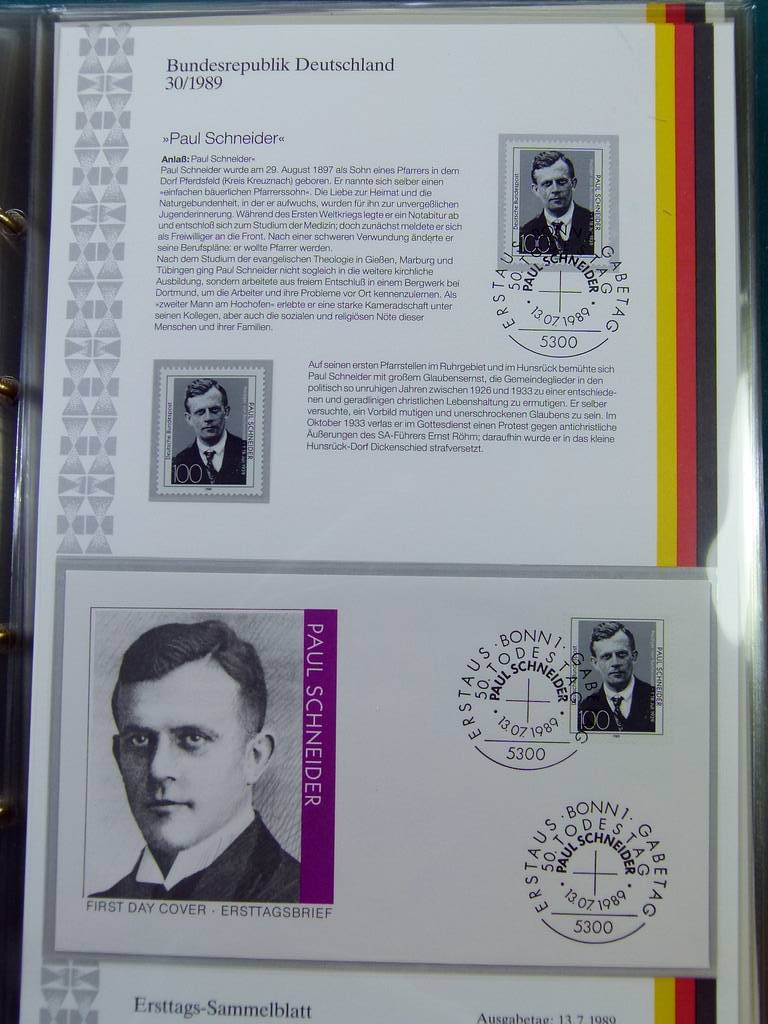 Bundesrepublik Deutschland
30/1989
»Paul Schneider«
Anlaß: Paul Schneider«
Paul Schneider wurde am 29. August 1897 als Sohn eines Pfarrers in dem
Dorf Pferdsfeld (Kreis Kreuznach) geboren. Er nannte sich selber einen
»einfachen bäuerlichen Pfarrerssohn«. Die Liebe zur Heimat und die
Naturgebundenheit, in der er aufwuchs, wurden für ihn zur unvergeßlichen
Jugenderinnerung. Während des Ersten Weltkriegs legte er ein Notabitur ab
und entschloß sich zum Studium der Medizin; doch zunächst meldete er sich
als Freiwilliger an die Front. Nach einer schweren Verwundung änderte er
seine Berufspläne: er wollte Pfarrer werden.
Nach dem Studium der evangelischen Theologie in Gießen, Marburg und
Tübingen ging Paul Schneider nicht sogleich in die weitere kirchliche
Ausbildung, sondern arbeitete aus freiem Entschluß in einem Bergwerk bei
Dortmund, um die Arbeiter und ihre Probleme vor Ort kennenzulernen. Als
»zweiter Mann am Hochofen« erlebte er eine starke Kameradschaft unter
seinen Kollegen, aber auch die sozialen und religiösen Nöte dieser
Menschen und ihrer Familien.
Deutsche Bundespost
PAUL SCHNEIDER
100
ERSTAUS · BONN 1 · GABETAG
50. TODESTAG
PAUL SCHNEIDER
· 13.07.1989 ·
5300
Auf seinen ersten Pfarrstellen im Ruhrgebiet und im Hunsrück bemühte sich
Paul Schneider mit großem Glaubensernst, die Gemeindeglieder in den
politisch so unruhigen Jahren zwischen 1926 und 1933 zu einer entschiede-
nen und geradlinigen christlichen Lebenshaltung zu ermutigen. Er selber
versuchte, ein Vorbild mutigen und unerschrockenen Glaubens zu sein. Im
Oktober 1933 verlas er im Gottesdienst einen Protest gegen antichristliche
Äußerungen des SA-Führers Ernst Röhm; daraufhin wurde er in das kleine
Hunsrück-Dorf Dickenschied strafversetzt.
Deutsche Bundespost
PAUL SCHNEIDER
100
PAUL SCHNEIDER
FIRST DAY COVER · ERSTTAGSBRIEF
ERSTAUS · BONN 1 · GABETAG
50. TODESTAG
PAUL SCHNEIDER
· 13.07.1989 ·
5300
PAUL SCHNEIDER
100
ERSTAUS · BONN 1 · GABETAG
50. TODESTAG
PAUL SCHNEIDER
· 13.07.1989 ·
5300
Ersttags-Sammelblatt
Ausgabetag: 13.7.1989